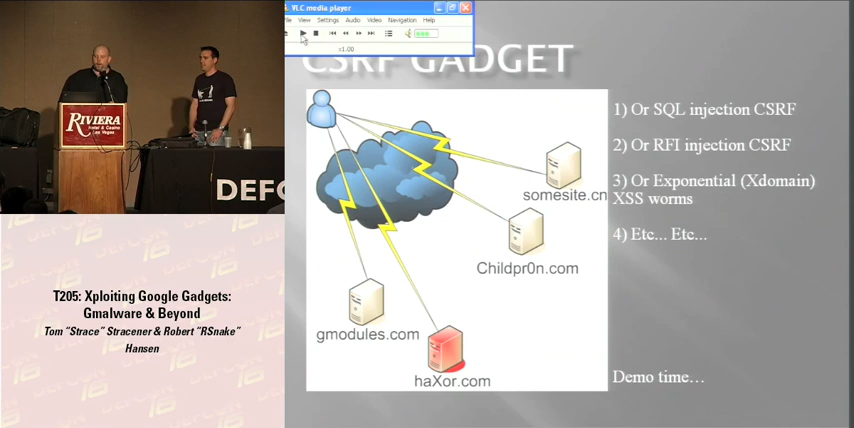 VLC media player
File View Settings Audio Video Navigation Help
x1.00
CSRF GADGET
RIVIERA
Hotel & Casino
Las Vegas
DEFC
1) Or SQL injection CSRF
2) Or RFI injection CSRF
3) Or Exponential (Xdomain)
XSS worms
4) Etc... Etc...
somesite.cn
Childpr0n.com
gmodules.com
haXor.com
Demo time…
T205: Xploiting Google Gadgets:
Gmalware & Beyond
Tom “Strace” Stracener & Robert “RSnake”
Hansen